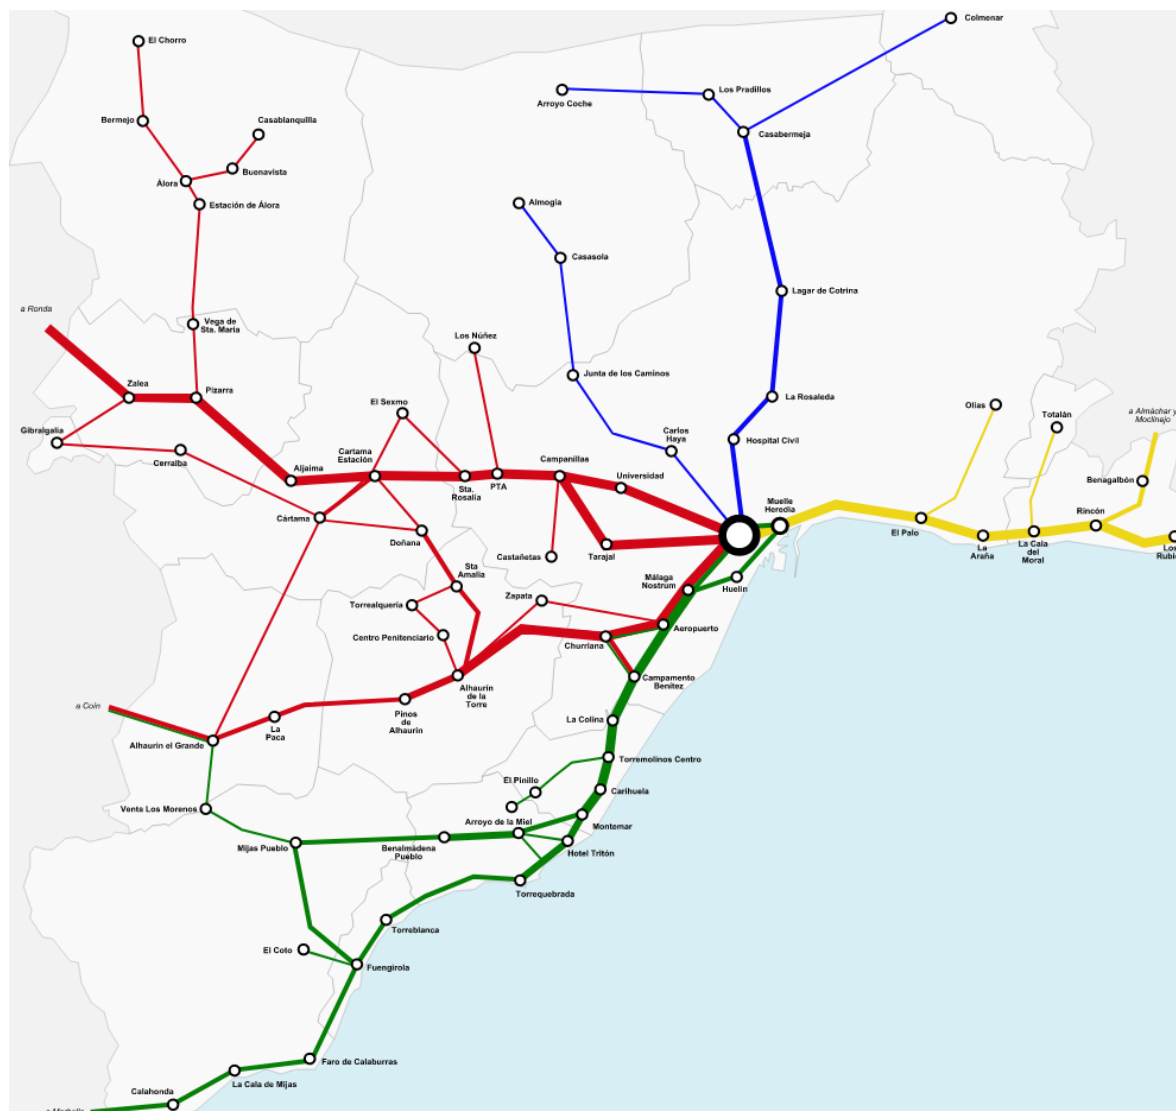 Colmenar
El Chorro
Los Pradillos
Arroyo Coche
Bermejo
Casablanquilla
Casabermeja
Buenavista
Álora
Estación de Álora
Almogía
Casasola
Lagar de Cotrina
a Ronda
Vega de
Sta. María
Los Núñez
Junta de los Caminos
Zalea
Pizarra
La Rosaleda
El Sexmo
Olías
Totalán
a Almáchar y
Moclinejo
Gibralgalia
Cerralba
Carlos
Haya
Hospital Civil
Cartama
Estación
Aljaima
Sta.
Rosalía
PTA
Campanillas
Universidad
Benagalbón
Muelle
Heredia
Rincón
Cártama
Doñana
Castañetas
Tarajal
El Palo
La
Araña
La Cala
del
Moral
Los
Sta
Amalia
Málaga
Nostrum
Huelin
Zapata
Torrealquería
Centro Penitenciario
Aeropuerto
Churriana
Campamento
Benítez
Alhaurín
de la
Torre
a Coín
Pinos
de
Alhaurín
La
Paca
La Colina
Alhaurín el Grande
Torremolinos Centro
El Pinillo
Carihuela
Venta Los Morenos
Arroyo de la Miel
Montemar
Mijas Pueblo
Benalmádena
Pueblo
Hotel Tritón
Torrequebrada
Torreblanca
El Coto
Fuengirola
Faro de Calaburras
La Cala de Mijas
Calahonda